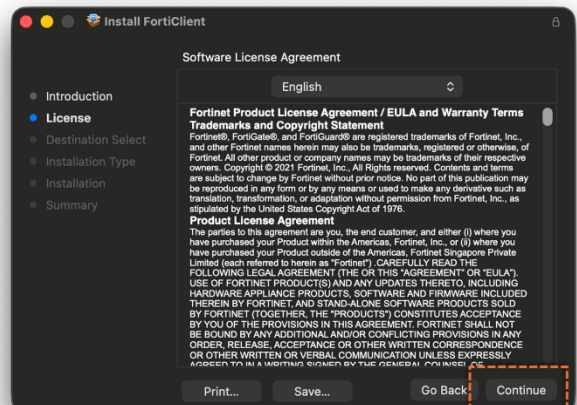 Install FortiClient
Software License Agreement
English
Introduction
License
Destination Select
Installation Type
Installation
Summary
Fortinet Product License Agreement / EULA and Warranty Terms
Trademarks and Copyright Statement
Fortinet®, FortiGate®, and FortiGuard® are registered trademarks of Fortinet, Inc.,
and other Fortinet names herein may also be trademarks, registered or otherwise, of
Fortinet. All other product or company names may be trademarks of their respective
owners. Copyright © 2021 Fortinet, Inc., All Rights reserved. Contents and terms
are subject to change by Fortinet without prior notice. No part of this publication may
be reproduced in any form or by any means or used to make any derivative such as
translation, transformation, or adaptation without permission from Fortinet, Inc., as
stipulated by the United States Copyright Act of 1976.
Product License Agreement
The parties to this agreement are you, the end customer, and either (i) where you
have purchased your Product within the Americas, Fortinet, Inc., or (ii) where you
have purchased your Product outside of the Americas, Fortinet Singapore Private
Limited (each referred to herein as "Fortinet") .CAREFULLY READ THE
FOLLOWING LEGAL AGREEMENT (THE OR THIS "AGREEMENT" OR "EULA").
USE OF FORTINET PRODUCT(S) AND ANY UPDATES THERETO, INCLUDING
HARDWARE APPLIANCE PRODUCTS, SOFTWARE AND FIRMWARE INCLUDED
THEREIN BY FORTINET, AND STAND-ALONE SOFTWARE PRODUCTS SOLD
BY FORTINET (TOGETHER, THE "PRODUCTS") CONSTITUTES ACCEPTANCE
BY YOU OF THE PROVISIONS IN THIS AGREEMENT. FORTINET SHALL NOT
BE BOUND BY ANY ADDITIONAL AND/OR CONFLICTING PROVISIONS IN ANY
ORDER, RELEASE, ACCEPTANCE OR OTHER WRITTEN CORRESPONDENCE
OR OTHER WRITTEN OR VERBAL COMMUNICATION UNLESS EXPRESSLY
AGREED TO IN A WRITING SIGNED BY THE GENERAL COUNSEL OF
Print...
Save...
Go Back
Continue